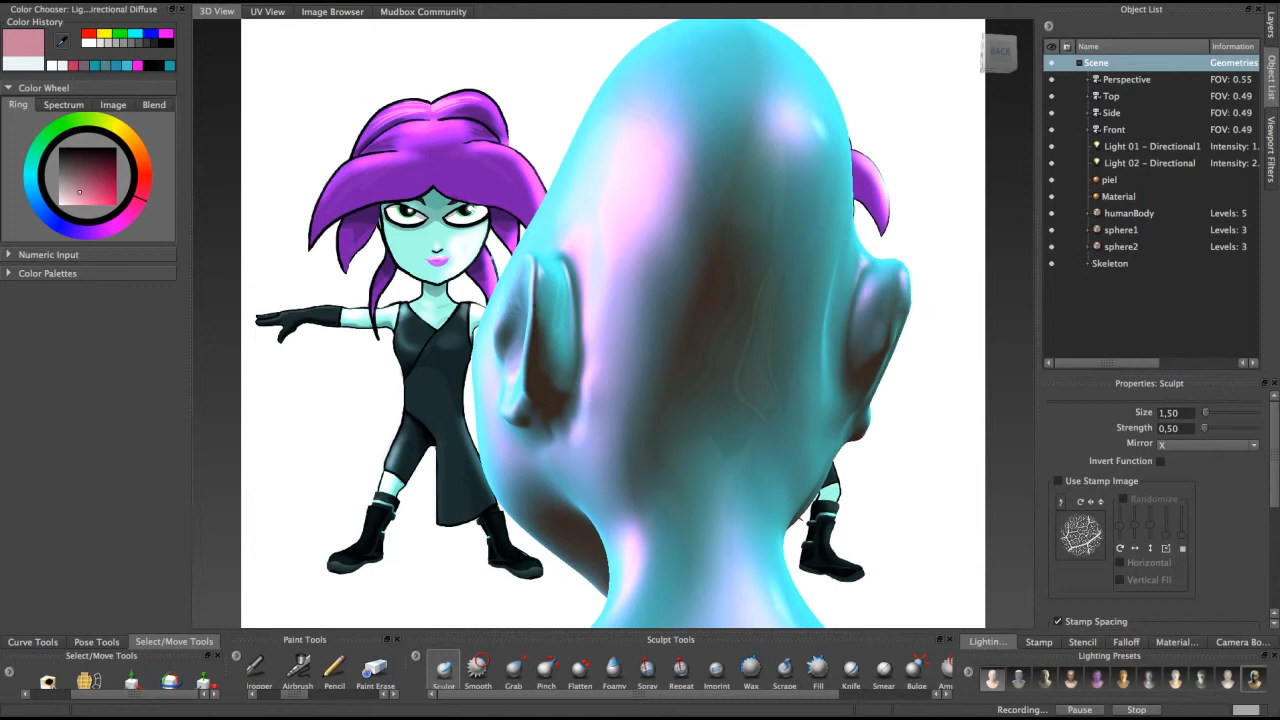 Color Chooser: Lig...irectional Diffuse
Color History
Color Wheel
Ring Spectrum Image Blend
Numeric Input
Color Palettes
3D View UV View Image Browser Mudbox Community
BACK
Object List
Name Information
Scene Geometries
Perspective FOV: 0.55
Top FOV: 0.49
Side FOV: 0.49
Front FOV: 0.49
Light 01 – Directional1 Intensity: 1.
Light 02 – Directional Intensity: 2.
piel
Material
humanBody Levels: 5
sphere1 Levels: 3
sphere2 Levels: 3
Skeleton
Layers
Object List
Viewport Filters
Properties: Sculpt
Size 1,50
Strength 0,50
Mirror X
Invert Function
Use Stamp Image
Randomize
Horizontal
Vertical Fli
Stamp Spacing
Curve Tools Pose Tools Select/Move Tools
Select/Move Tools
Paint Tools
Dropper Airbrush Pencil Paint Erase
Sculpt Tools
Sculpt Smooth Grab Pinch Flatten Foamy Spray Repeat Imprint Wax Scrape Fill Knife Smear Bulge Am
Lightin... Stamp Stencil Falloff Material... Camera Bo...
Lighting Presets
Recording... Pause Stop